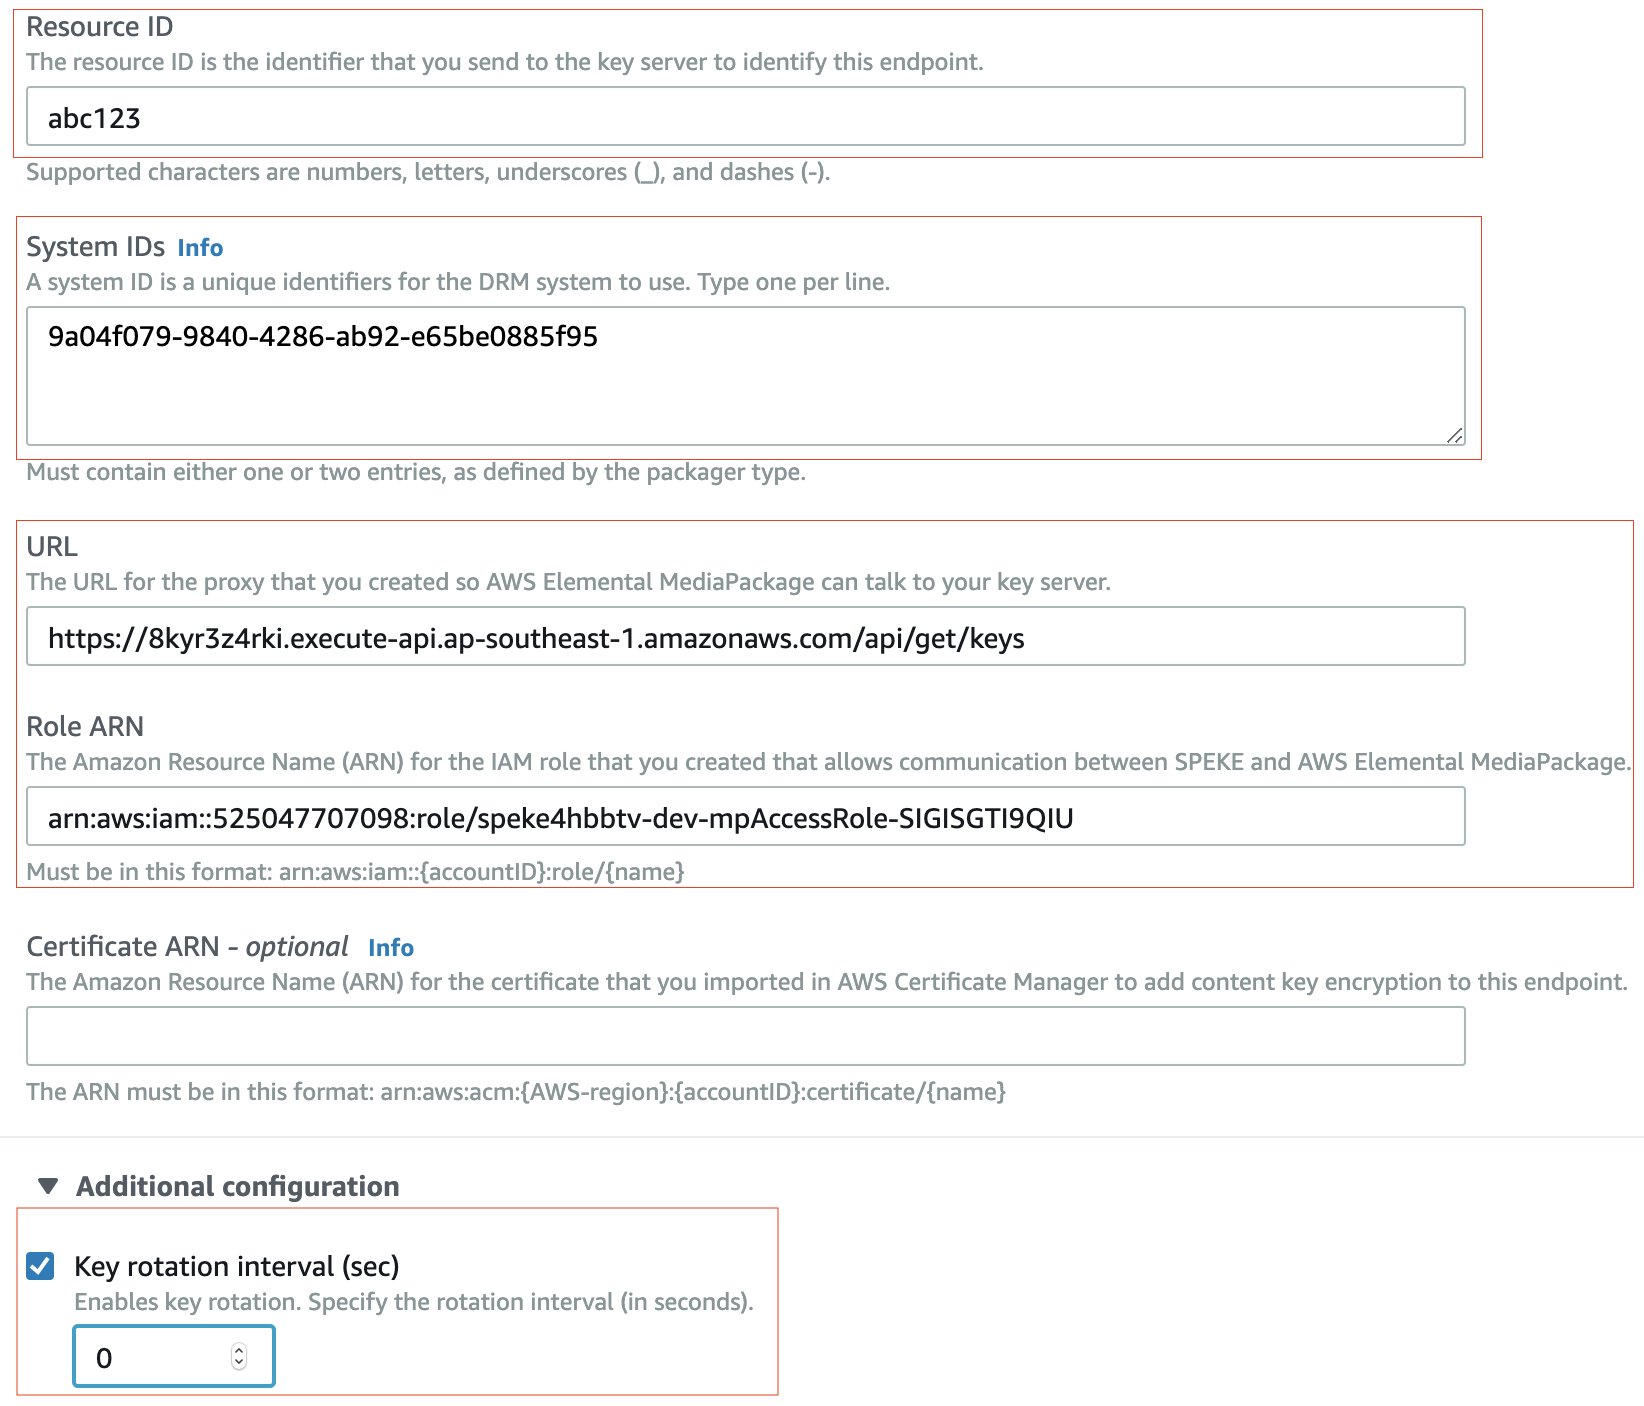 Resource ID
The resource ID is the identifier that you send to the key server to identify this endpoint.
abc123
Supported characters are numbers, letters, underscores (_), and dashes (-).
System IDs Info
A system ID is a unique identifiers for the DRM system to use. Type one per line.
9a04f079-9840-4286-ab92-e65be0885f95
Must contain either one or two entries, as defined by the packager type.
URL
The URL for the proxy that you created so AWS Elemental MediaPackage can talk to your key server.
https://8kyr3z4rki.execute-api.ap-southeast-1.amazonaws.com/api/get/keys
Role ARN
The Amazon Resource Name (ARN) for the IAM role that you created that allows communication between SPEKE and AWS Elemental MediaPackage.
arn:aws:iam::525047707098:role/speke4hbbtv-dev-mpAccessRole-SIGISGTI9QIU
Must be in this format: arn:aws:iam::{accountID}:role/{name}
Certificate ARN - optional Info
The Amazon Resource Name (ARN) for the certificate that you imported in AWS Certificate Manager to add content key encryption to this endpoint.
The ARN must be in this format: arn:aws:acm:{AWS-region}:{accountID}:certificate/{name}
Additional configuration
Key rotation interval (sec)
Enables key rotation. Specify the rotation interval (in seconds).
0